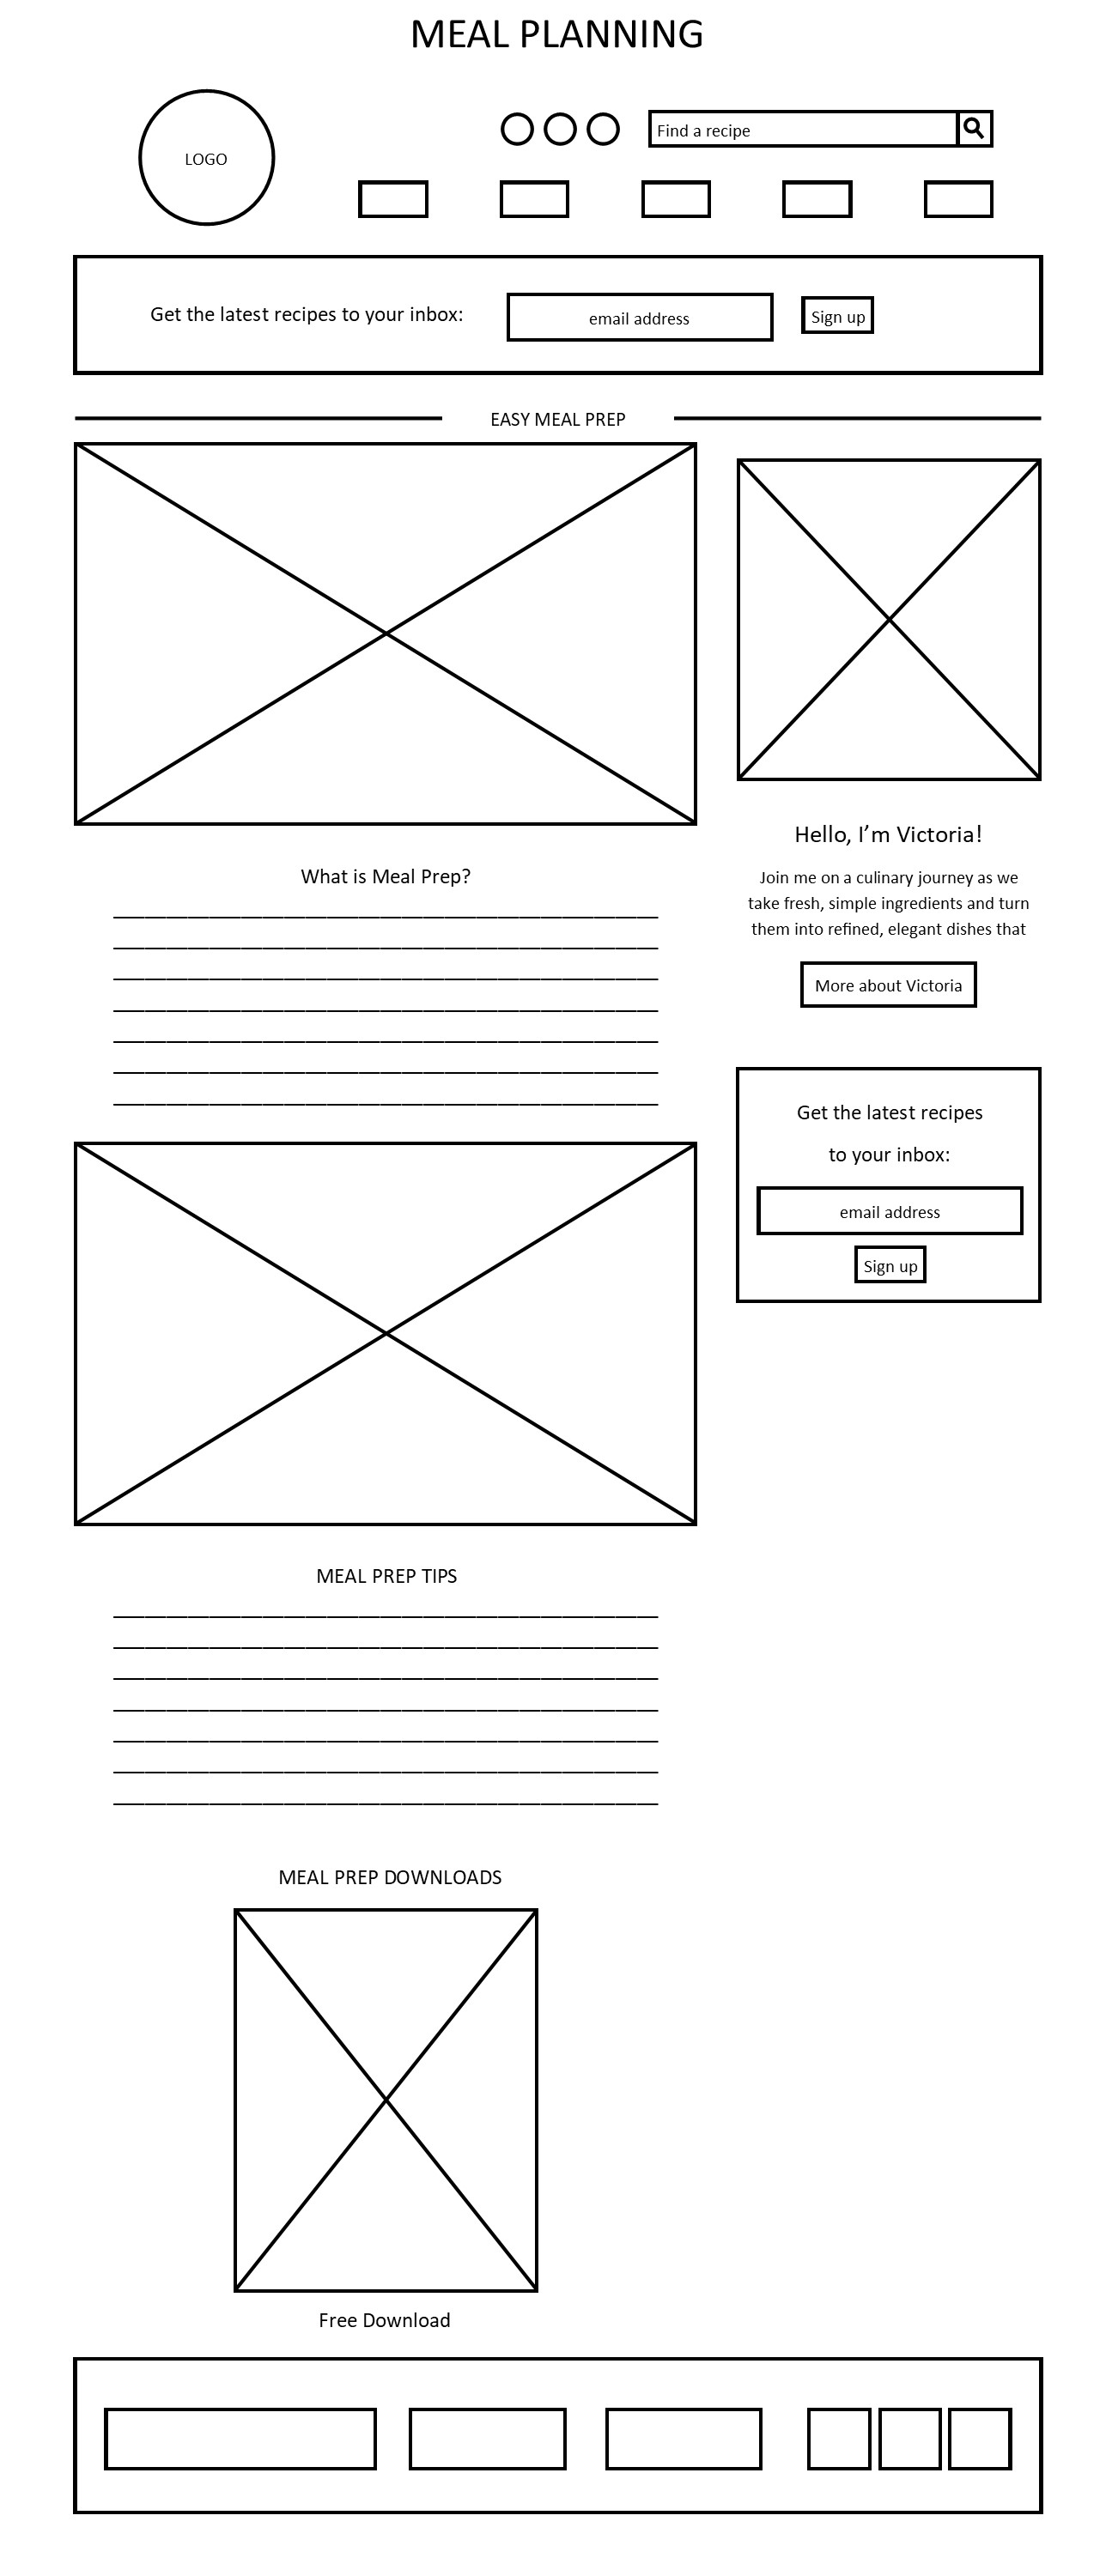 MEAL PLANNING
LOGO
Find a recipe
Get the latest recipes to your inbox:
email address
Sign up
EASY MEAL PREP
What is Meal Prep?
Hello, I’m Victoria!
Join me on a culinary journey as we
take fresh, simple ingredients and turn
them into refined, elegant dishes that
More about Victoria
Get the latest recipes
to your inbox:
email address
Sign up
MEAL PREP TIPS
MEAL PREP DOWNLOADS
Free Download